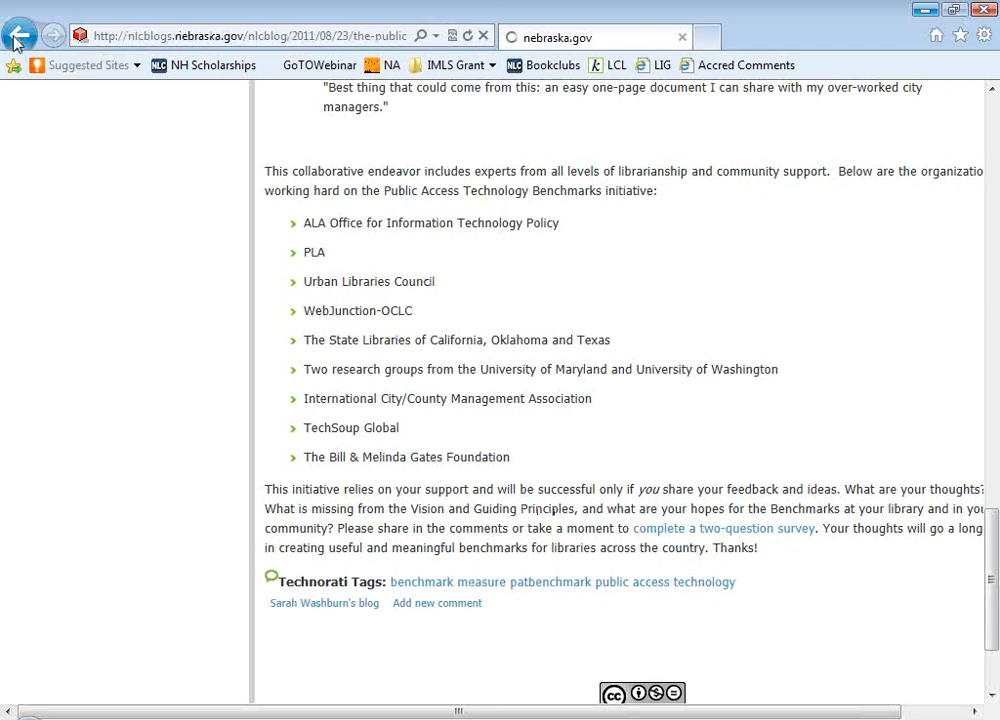 http://nlcblogs.nebraska.gov/nlcblog/2011/08/23/the-public
nebraska.gov
Suggested Sites
NLC NH Scholarships
GoTOWebinar
NA
IMLS Grant
NLC Bookclubs
k LCL
LIG
Accred Comments
"Best thing that could come from this: an easy one-page document I can share with my over-worked city
managers."
This collaborative endeavor includes experts from all levels of librarianship and community support. Below are the organizatio
working hard on the Public Access Technology Benchmarks initiative:
ALA Office for Information Technology Policy
PLA
Urban Libraries Council
WebJunction-OCLC
The State Libraries of California, Oklahoma and Texas
Two research groups from the University of Maryland and University of Washington
International City/County Management Association
TechSoup Global
The Bill & Melinda Gates Foundation
This initiative relies on your support and will be successful only if you share your feedback and ideas. What are your thoughts?
What is missing from the Vision and Guiding Principles, and what are your hopes for the Benchmarks at your library and in you
community? Please share in the comments or take a moment to complete a two-question survey. Your thoughts will go a long
in creating useful and meaningful benchmarks for libraries across the country. Thanks!
Technorati Tags: benchmark measure patbenchmark public access technology
Sarah Washburn's blog Add new comment
cc